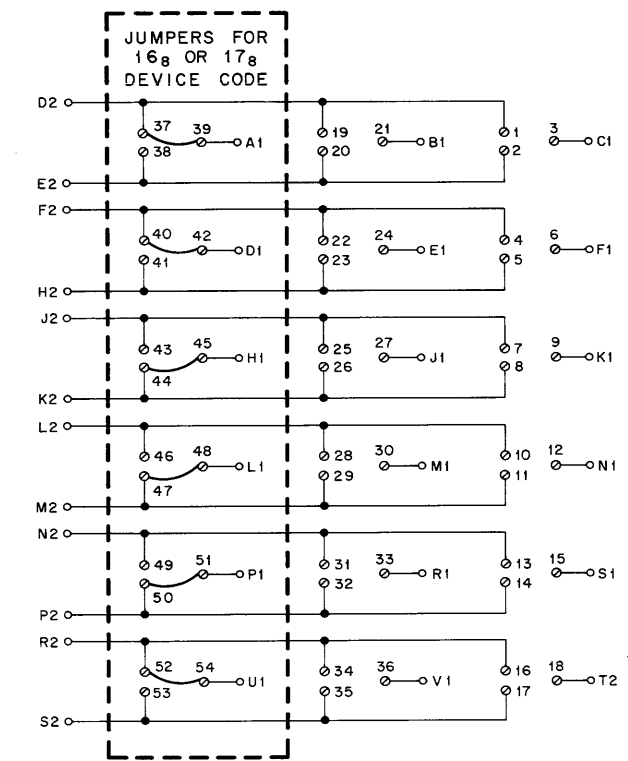 JUMPERS FOR
16₈ OR 17₈
DEVICE CODE
D2
37 39 A1 19 21 B1 1 3 C1
38 20 2
E2
F2
40 42 D1 22 24 E1 4 6 F1
41 23 5
H2
J2
43 45 H1 25 27 J1 7 9 K1
44 26 8
K2
L2
46 48 L1 28 30 M1 10 12 N1
47 29 11
M2
N2
49 51 P1 31 33 R1 13 15 S1
50 32 14
P2
R2
52 54 U1 34 36 V1 16 18 T2
53 35 17
S2